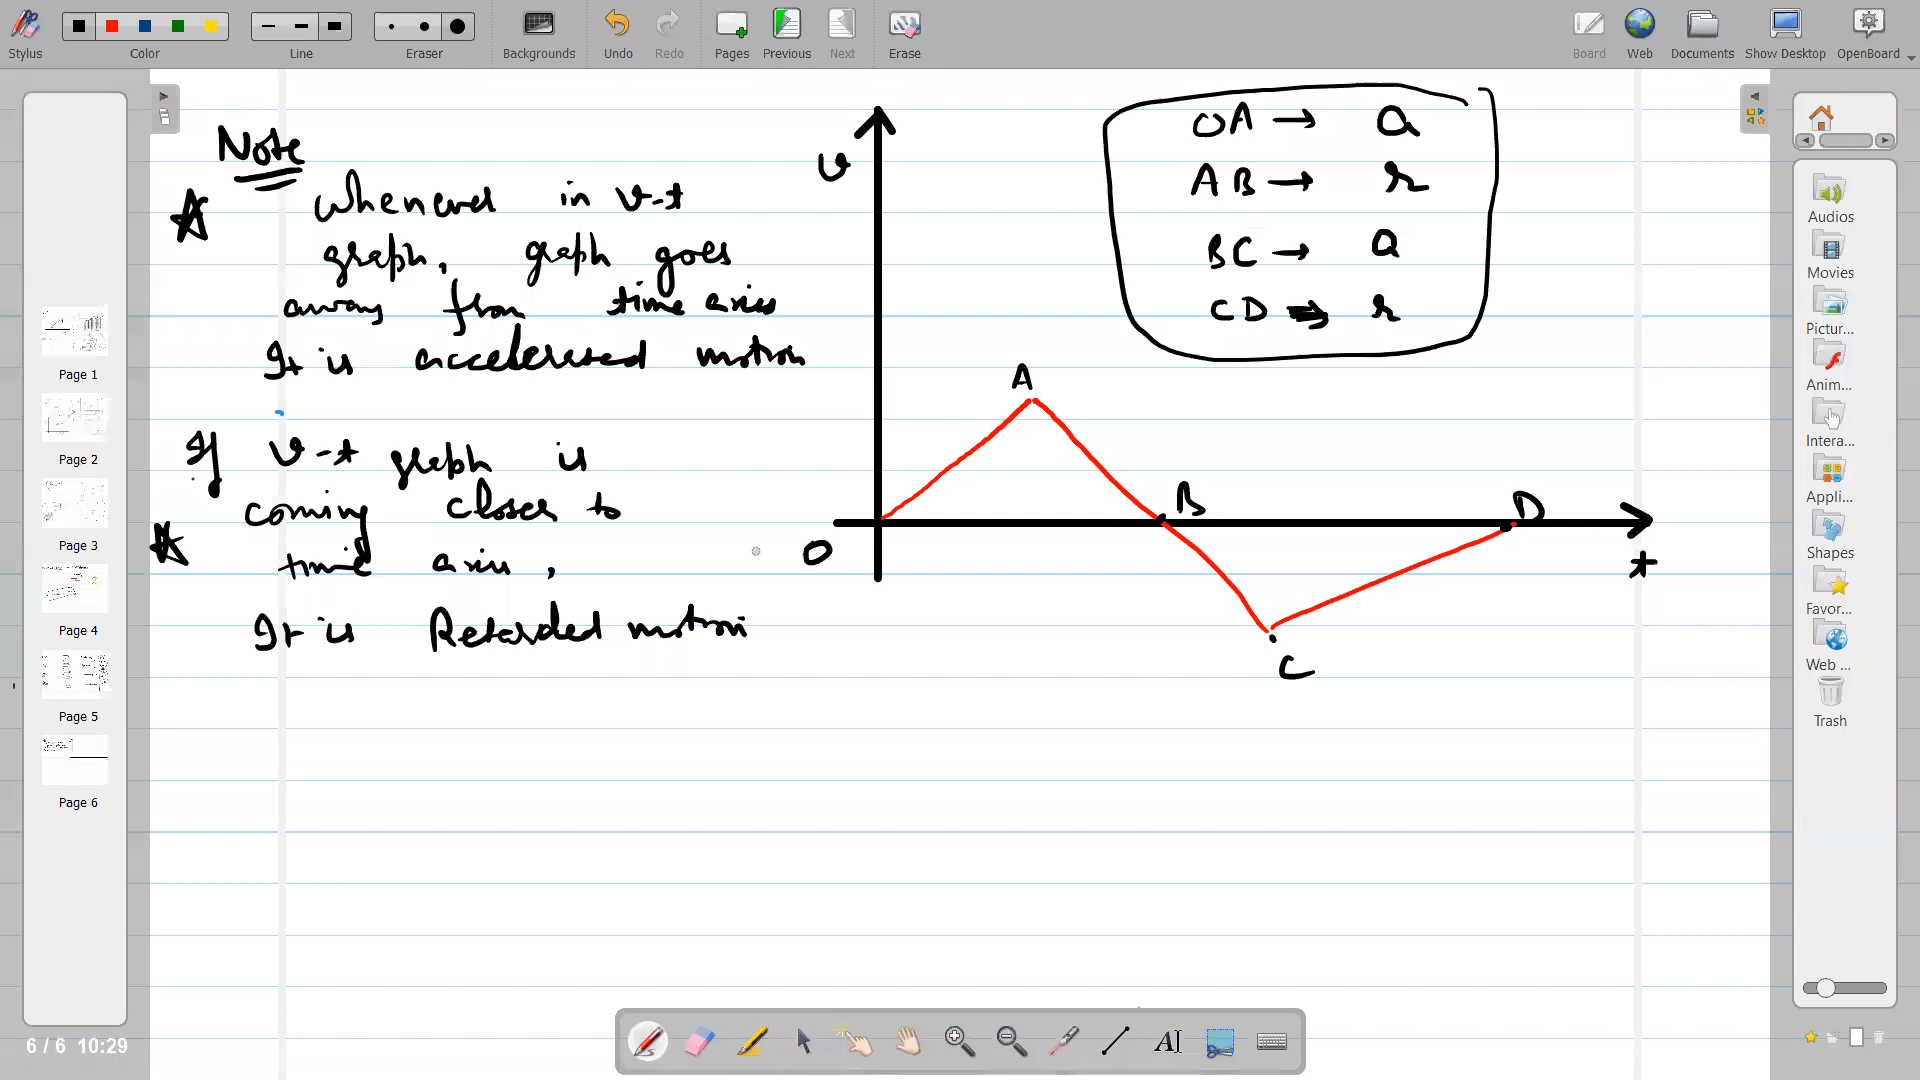 Stylus
Color
Line
Eraser
Backgrounds
Undo
Redo
Pages
Previous
Next
Erase
Board
Web
Documents
Show Desktop
OpenBoard
Note
Whenever in v-t
graph, graph goes
away from time axis
It is accelerated motion
If v-t graph is
coming closer to
time axis,
It is Retarded motion
v
OA → a
AB → r
BC → a
CD → r
A
B
D
O
t
C
Page 1
Page 2
Page 3
Page 4
Page 5
Page 6
6 / 6 10:29
Audios
Movies
Pictur...
Anim...
Intera...
Appli...
Shapes
Favor...
Web ...
Trash
AI